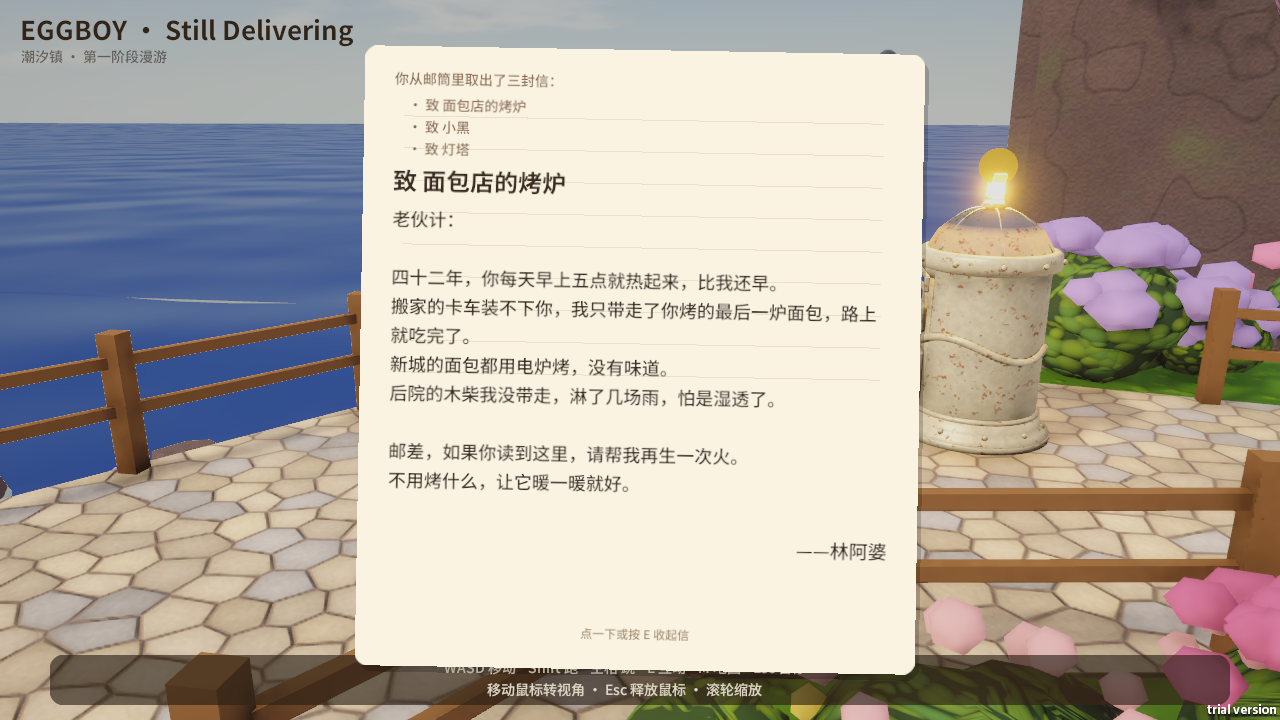 EGGBOY · Still Delivering
潮汐镇 · 第一阶段漫游
你从邮筒里取出了三封信：
· 致 面包店的烤炉
· 致 小黑
· 致 灯塔
致 面包店的烤炉
老伙计：
四十二年，你每天早上五点就热起来，比我还早。
搬家的卡车装不下你，我只带走了你烤的最后一炉面包，路上
就吃完了。
新城的面包都用电炉烤，没有味道。
后院的木柴我没带走，淋了几场雨，怕是湿透了。
邮差，如果你读到这里，请帮我再生一次火。
不用烤什么，让它暖一暖就好。
——林阿婆
点一下或按 E 收起信
WASD 移动 · Shift 跑
移动鼠标转视角 · Esc 释放鼠标 · 滚轮缩放
trial version